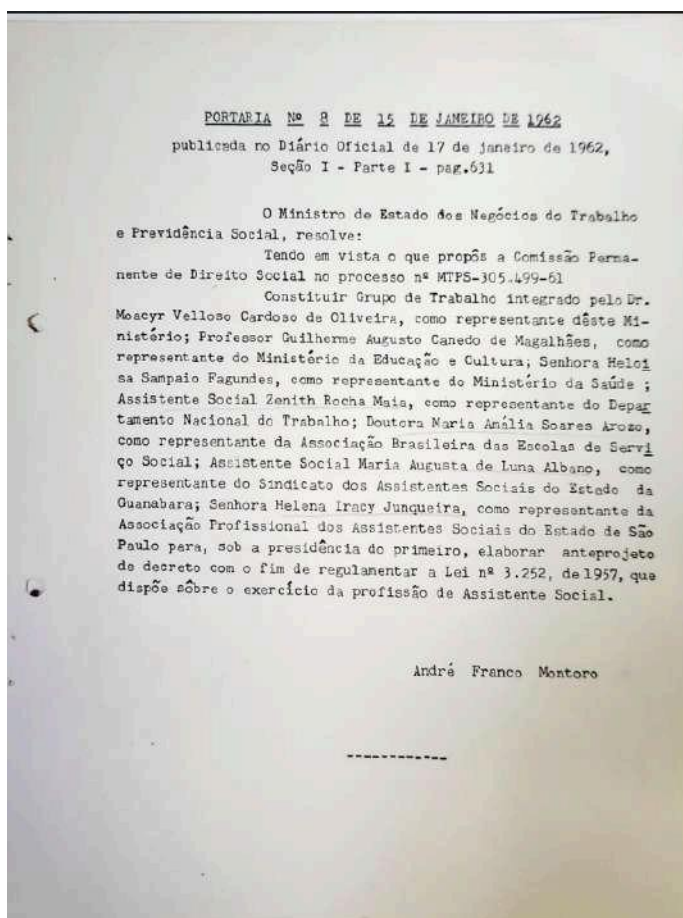 PORTARIA Nº 8 DE 15 DE JANEIRO DE 1962
publicada no Diário Oficial de 17 de janeiro de 1962,
Seção I - Parte I - pag.631
O Ministro de Estado dos Negócios do Trabalho
e Previdência Social, resolve:
Tendo em vista o que propôs a Comissão Perma-
nente de Direito Social no processo nº MTPS-305.499-61
Constituir Grupo de Trabalho integrado pelo Dr.
Moacyr Velloso Cardoso de Oliveira, como representante dêste Mi-
nistério; Professor Guilherme Augusto Canedo de Magalhães, como
representante do Ministério da Educação e Cultura; Senhora Heloi
sa Sampaio Fagundes, como representante do Ministério da Saúde ;
Assistente Social Zenith Rocha Maia, como representante do Depar
tamento Nacional do Trabalho; Doutora Maria Anália Soares Arozo,
como representante da Associação Brasileira das Escolas de Servi
ço Social; Assistente Social Maria Augusta de Luna Albano, como
representante do Sindicato dos Assistentes Sociais do Estado da
Guanabara; Senhora Helena Iracy Junqueira, como representante da
Associação Profissional dos Assistentes Sociais do Estado de São
Paulo para, sob a presidência do primeiro, elaborar anteprojeto
de decreto com o fim de regulamentar a Lei nº 3.252, de 1957, que
dispõe sôbre o exercício da profissão de Assistente Social.
André Franco Montoro
------------